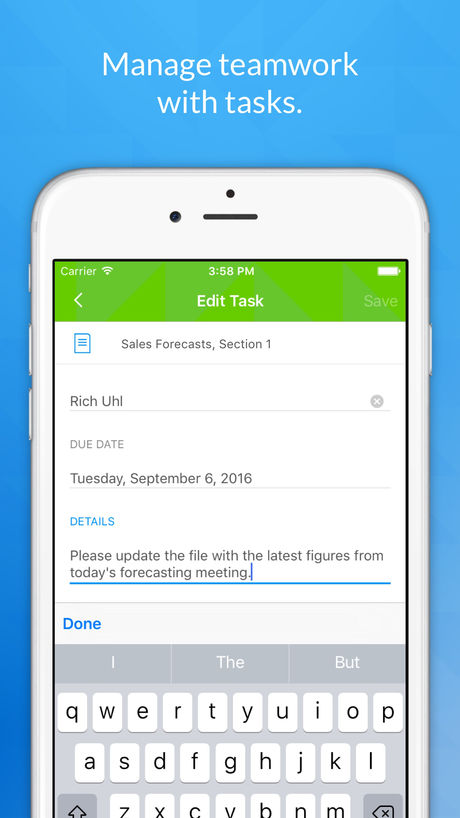 Manage teamwork
with tasks.
Carrier 3:58 PM
Edit Task Save
Sales Forecasts, Section 1
Rich Uhl
DUE DATE
Tuesday, September 6, 2016
DETAILS
Please update the file with the latest figures from
today's forecasting meeting.
Done
I The But
q w e r t y u i o p
a s d f g h j k l
z x c v b n m